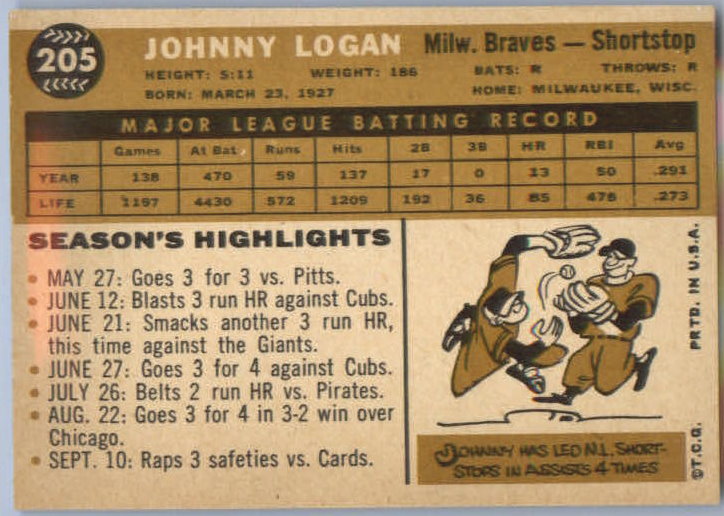 205
JOHNNY LOGAN Milw. Braves — Shortstop
HEIGHT: 5:11 WEIGHT: 186 BATS: R THROWS: R
BORN: MARCH 23, 1927 HOME: MILWAUKEE, WISC.
MAJOR LEAGUE BATTING RECORD
Games At Bat Runs Hits 2B 3B HR RBI Avg
YEAR 138 470 59 137 17 0 13 50 .291
LIFE 1197 4430 572 1209 192 36 85 478 .273
SEASON'S HIGHLIGHTS
• MAY 27: Goes 3 for 3 vs. Pitts.
• JUNE 12: Blasts 3 run HR against Cubs.
• JUNE 21: Smacks another 3 run HR,
this time against the Giants.
• JUNE 27: Goes 3 for 4 against Cubs.
• JULY 26: Belts 2 run HR vs. Pirates.
• AUG. 22: Goes 3 for 4 in 3-2 win over
Chicago.
• SEPT. 10: Raps 3 safeties vs. Cards.
JOHNNY HAS LED N.L. SHORT-
STOPS IN ASSISTS 4 TIMES
©T.C.G. PRTD. IN U.S.A.